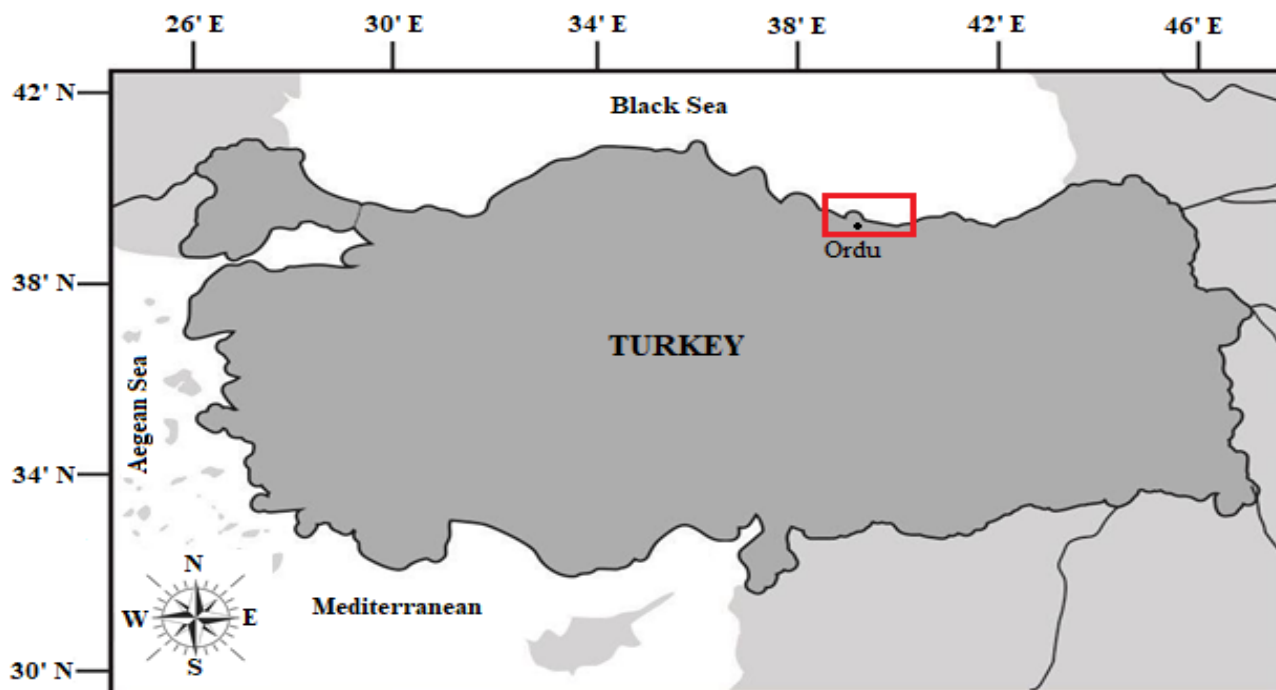 26' E 30' E 34' E 38' E 42' E 46' E
42' N
Black Sea
Ordu
38' N
TURKEY
Aegean Sea
34' N
N
W E
S
Mediterranean
30' N